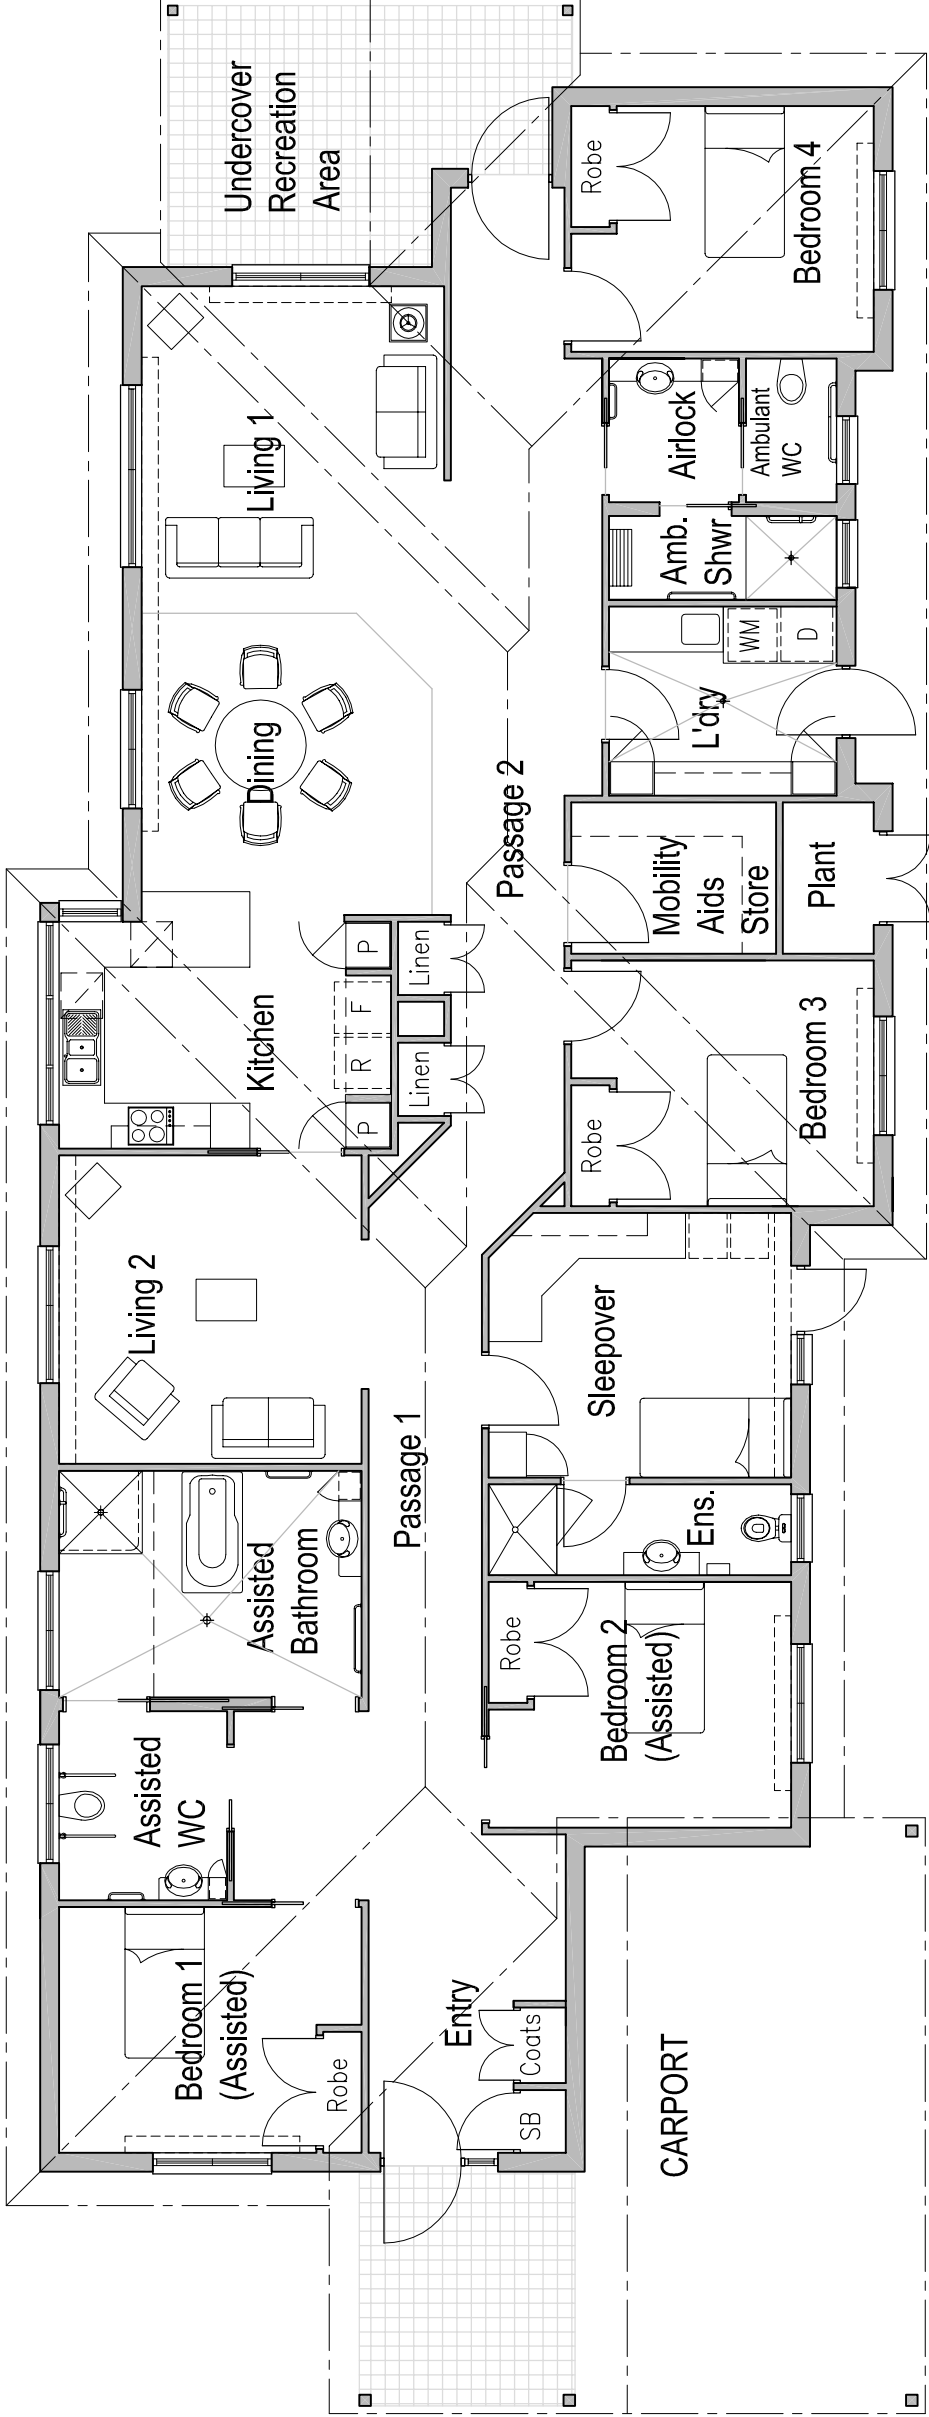 Undercover
Recreation
Area
Robe
Bedroom 4
Living 1
Airlock
Ambulant
WC
Amb.
Shwr
WM
D
L'dry
Dining
Passage 2
Mobility
Aids
Store
Plant
Kitchen
P
F
R
P
Linen
Linen
Robe
Bedroom 3
Living 2
Sleepover
Passage 1
Assisted
Bathroom
Ens.
Robe
Bedroom 2
(Assisted)
Assisted
WC
Bedroom 1
(Assisted)
Robe
Entry
Coats
SB
CARPORT